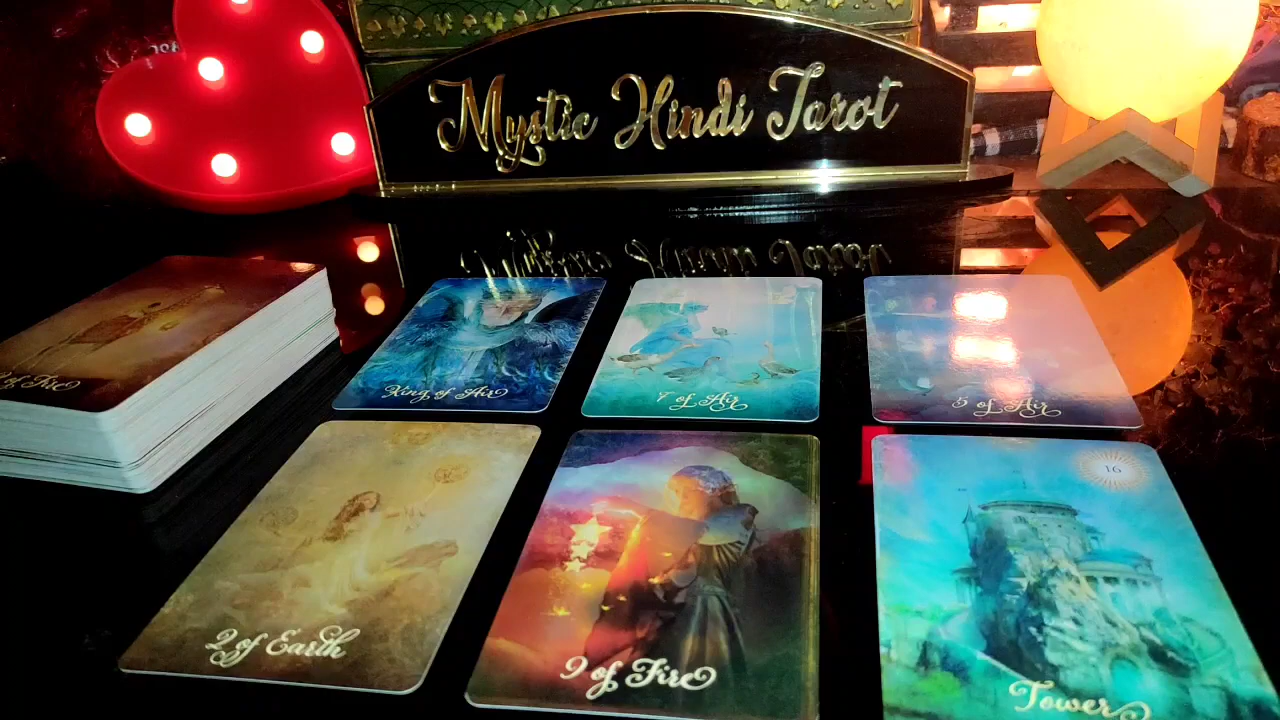 Mystic Hindi Tarot
King of Air
7 of Air
5 of Air
2 of Earth
9 of Fire
16
Tower